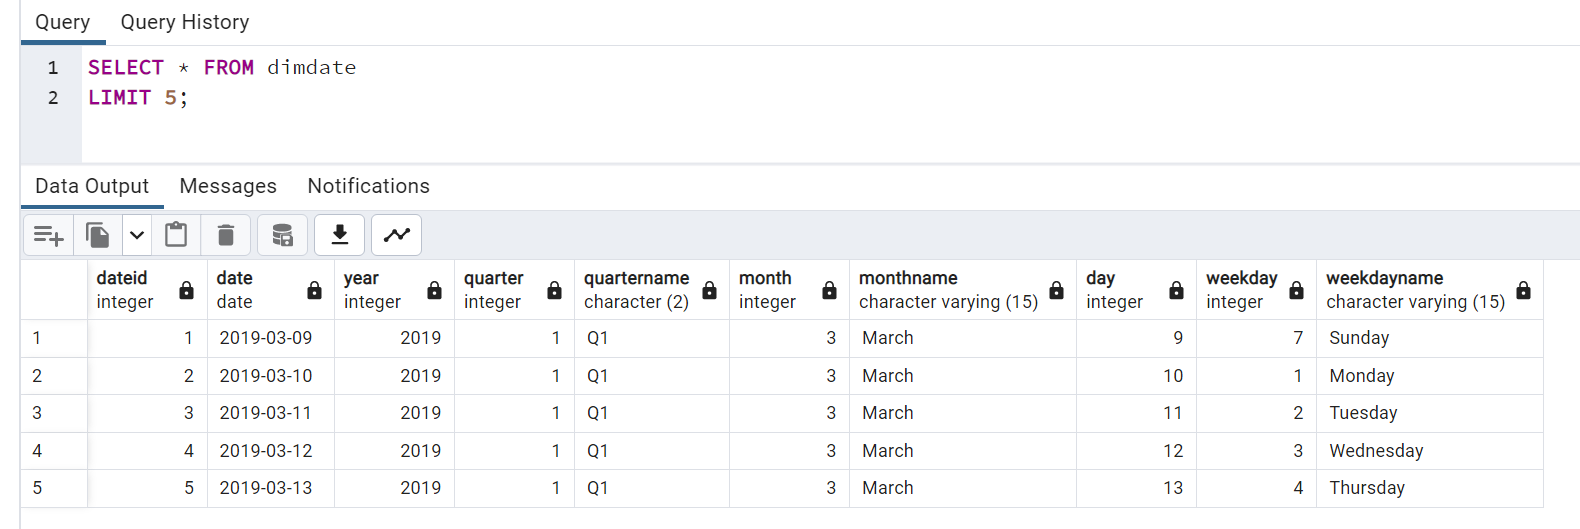 Query Query History
1 SELECT * FROM dimdate
2 LIMIT 5;
Data Output Messages Notifications
dateid date year quarter quartername month monthname day weekday weekdayname
integer date integer integer character (2) integer character varying (15) integer integer character varying (15)
1 1 2019-03-09 2019 1 Q1 3 March 9 7 Sunday
2 2 2019-03-10 2019 1 Q1 3 March 10 1 Monday
3 3 2019-03-11 2019 1 Q1 3 March 11 2 Tuesday
4 4 2019-03-12 2019 1 Q1 3 March 12 3 Wednesday
5 5 2019-03-13 2019 1 Q1 3 March 13 4 Thursday